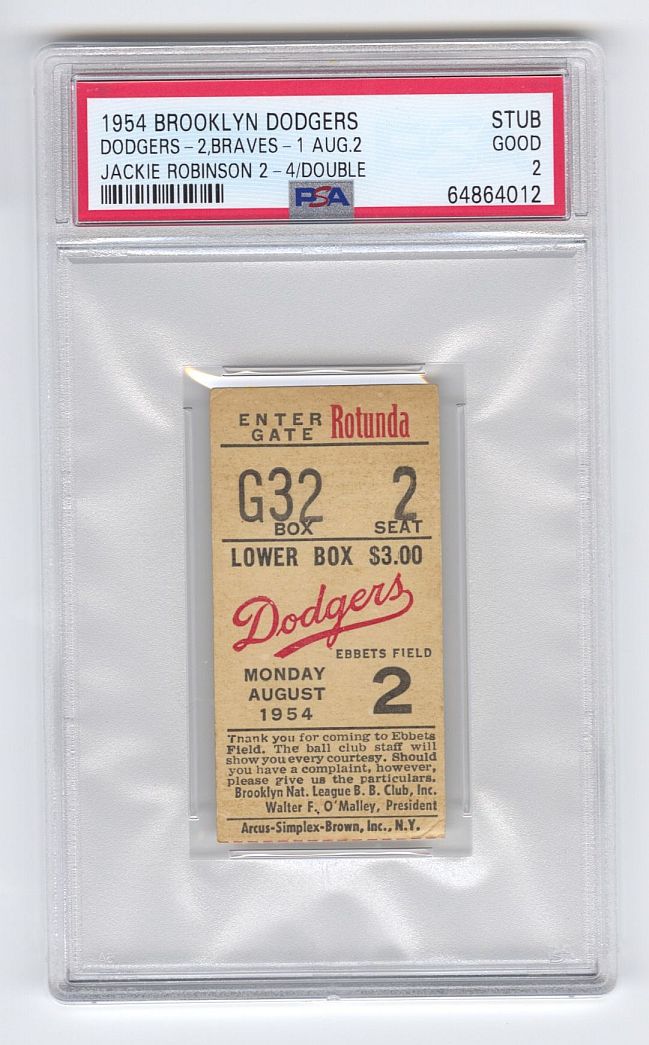 1954 BROOKLYN DODGERS STUB
DODGERS - 2, BRAVES - 1 AUG.2 GOOD
JACKIE ROBINSON 2 - 4/DOUBLE 2
PSA 64864012
ENTER GATE Rotunda
G32 2
BOX SEAT
LOWER BOX $3.00
Dodgers
EBBETS FIELD
MONDAY
AUGUST 2
1954
Thank you for coming to Ebbets
Field. The ball club staff will
show you every courtesy. Should
you have a complaint, however,
please give us the particulars.
Brooklyn Nat. League B. B. Club, Inc.
Walter F. O'Malley, President
Arcus-Simplex-Brown, Inc., N.Y.